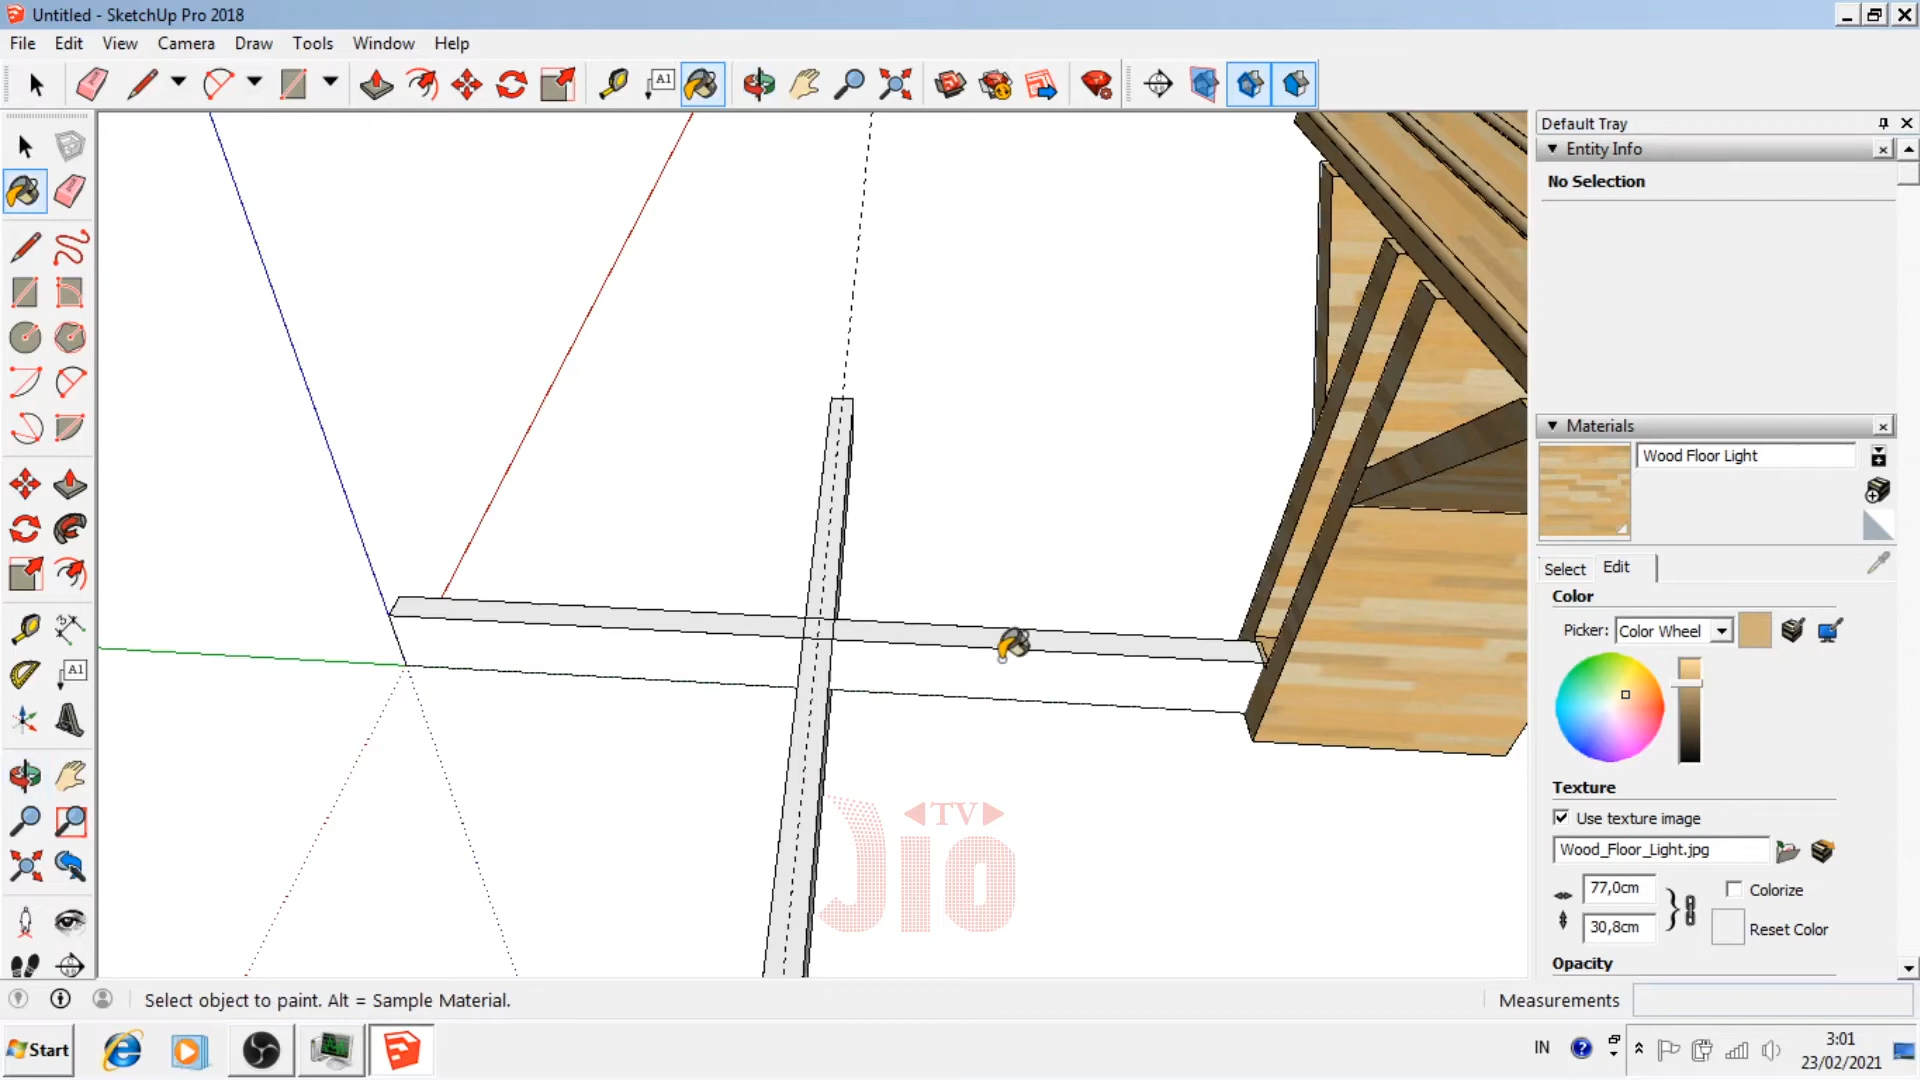 Untitled - SketchUp Pro 2018
File Edit View Camera Draw Tools Window Help
A1
Default Tray
Entity Info
No Selection
Materials
Wood Floor Light
Select Edit
Color
Picker: Color Wheel
Texture
Use texture image
Wood_Floor_Light.jpg
77,0cm
Colorize
30,8cm
Reset Color
Opacity
A1
TV
JIO
Select object to paint. Alt = Sample Material.
Measurements
Start
IN
3:01
23/02/2021